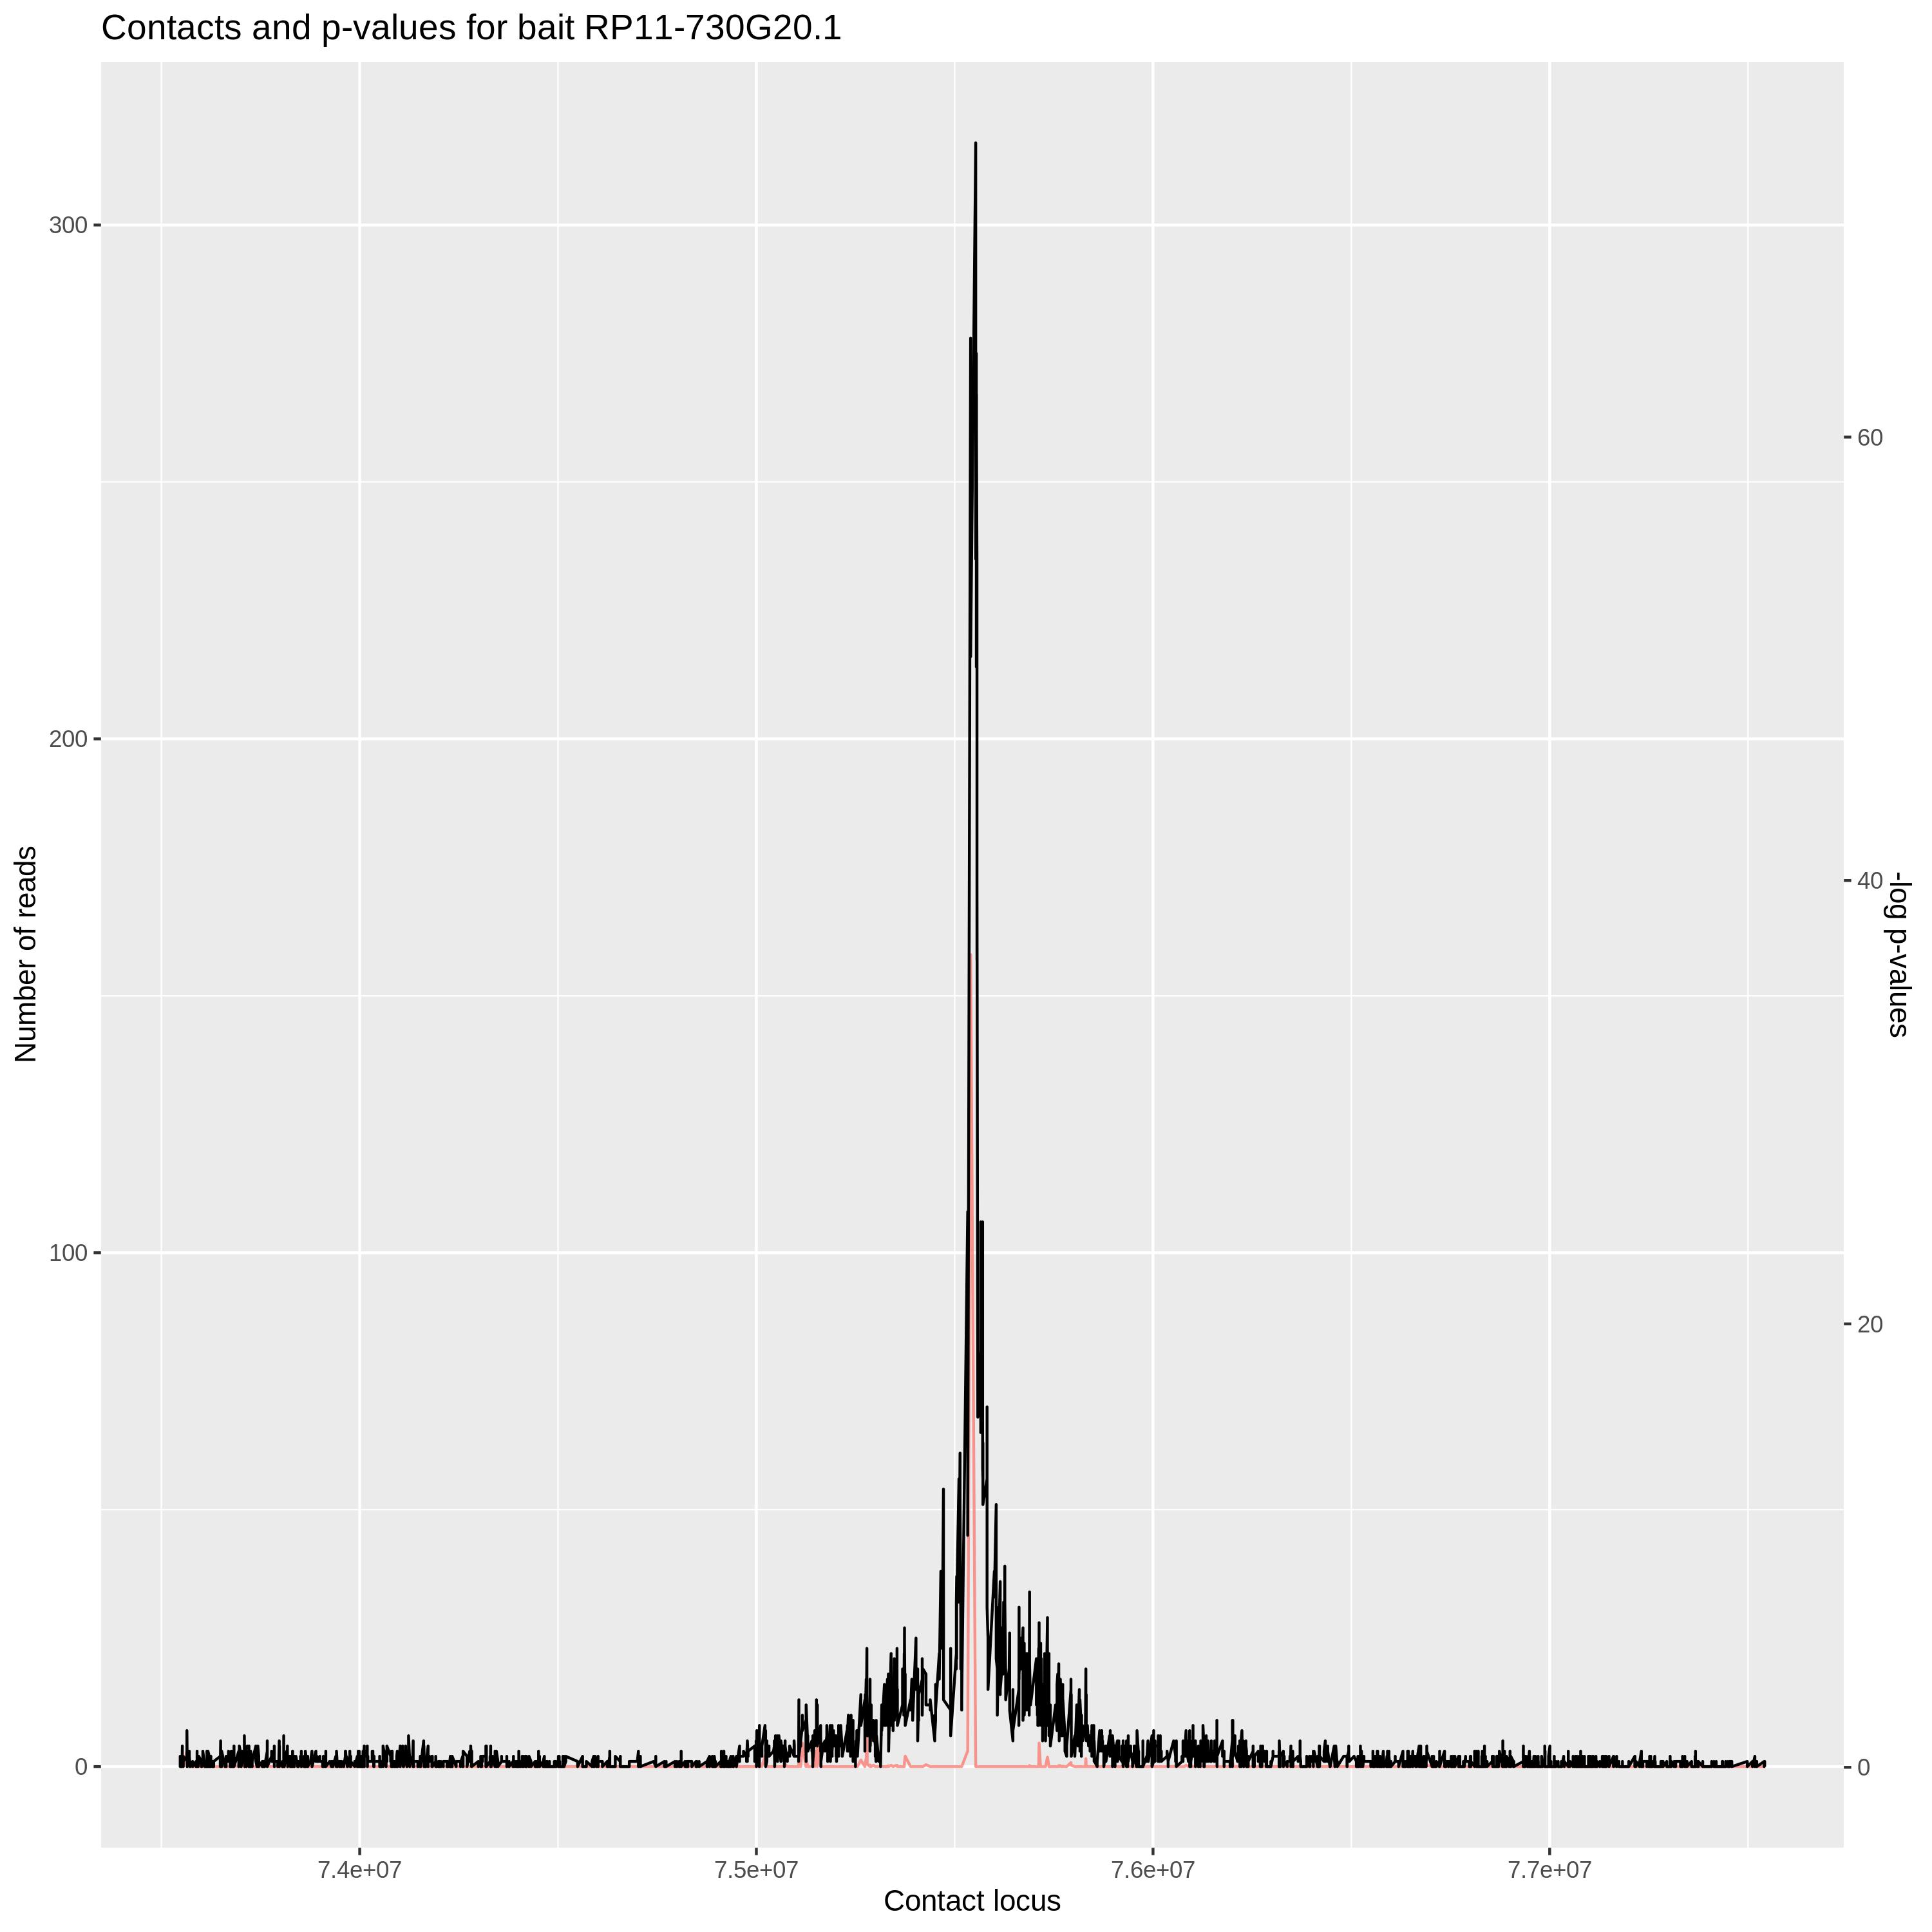 Contacts and p-values for bait RP11-730G20.1
300
200
100
0
60
40
20
0
Number of reads
-log p-values
7.4e+07
7.5e+07
7.6e+07
7.7e+07
Contact locus